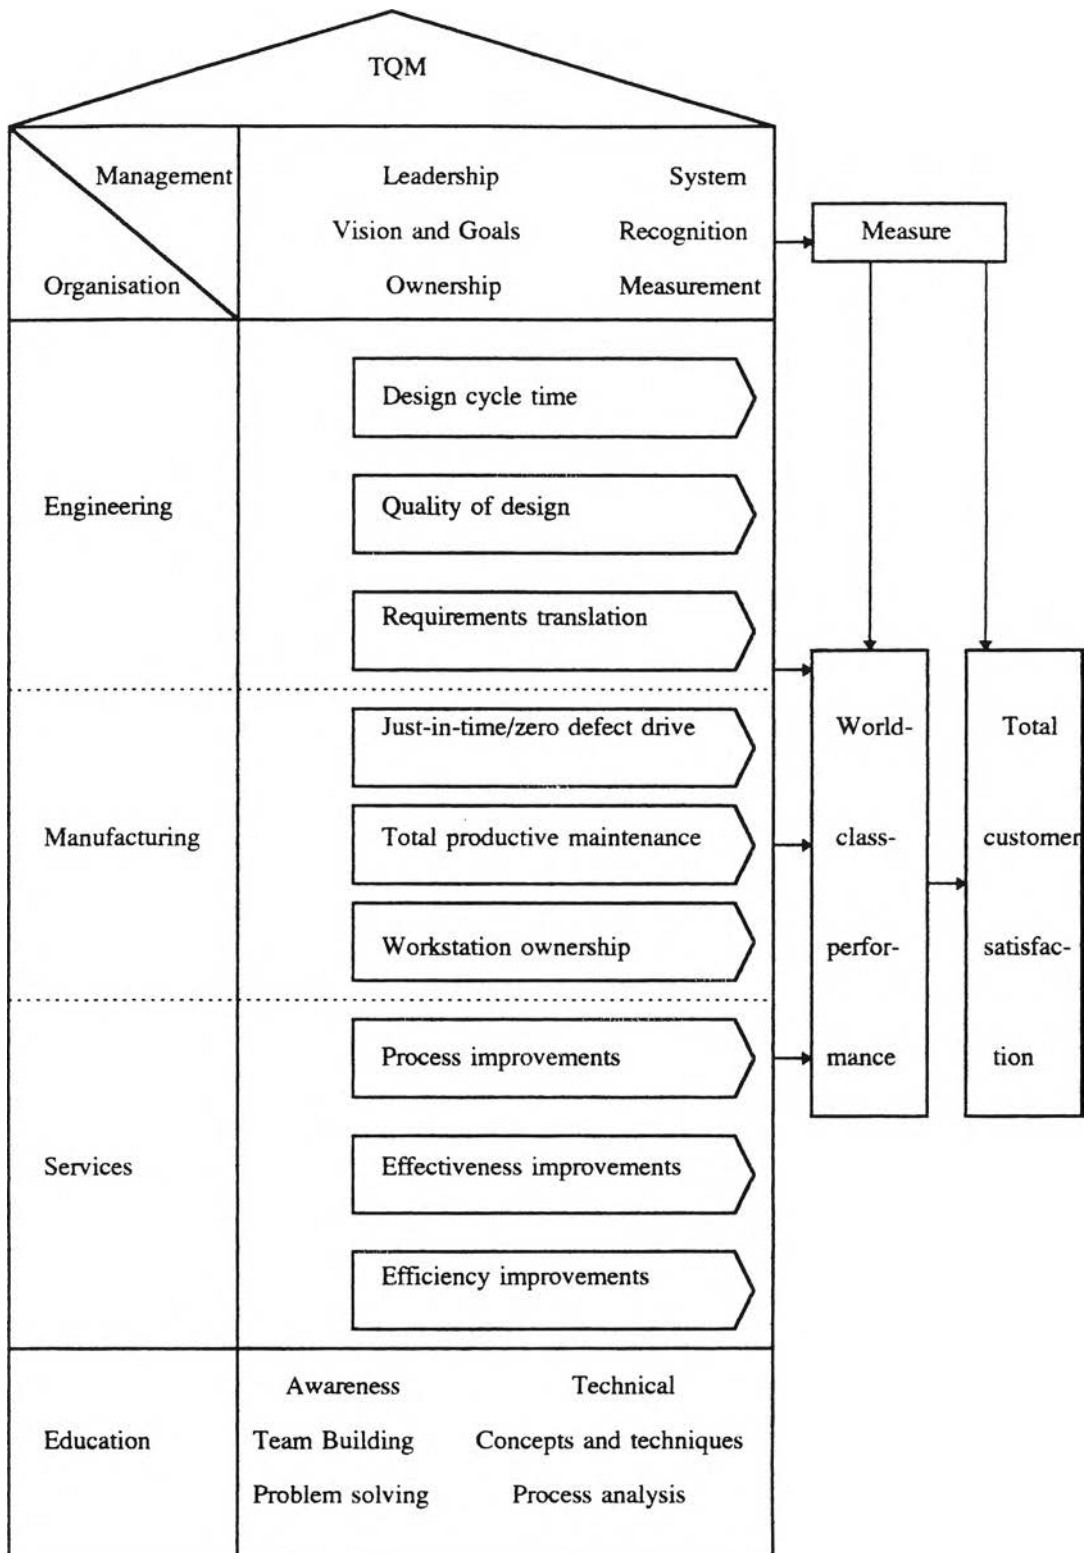 TQM
Management Leadership System
Vision and Goals Recognition Measure
Organisation Ownership Measurement
Design cycle time
Engineering Quality of design
Requirements translation
Just-in-time/zero defect drive World- Total
Manufacturing Total productive maintenance class- customer
Workstation ownership perfor- satisfac-
Process improvements mance tion
Services Effectiveness improvements
Efficiency improvements
Awareness Technical
Education Team Building Concepts and techniques
Problem solving Process analysis